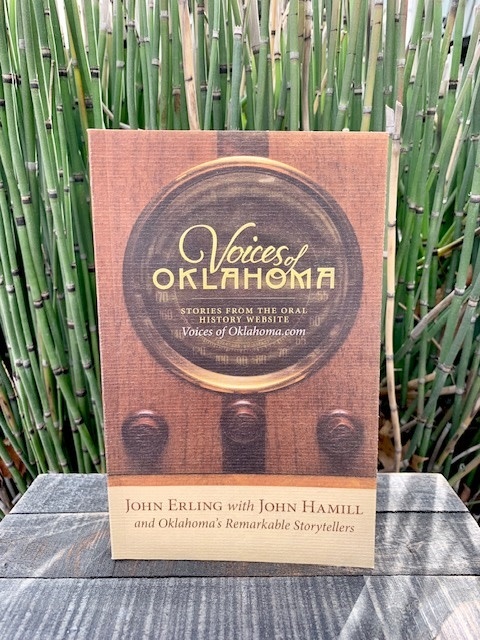 Voices of
OKLAHOMA
STORIES FROM THE ORAL
HISTORY WEBSITE
Voices of Oklahoma.com
JOHN ERLING with JOHN HAMILL
and Oklahoma's Remarkable Storytellers